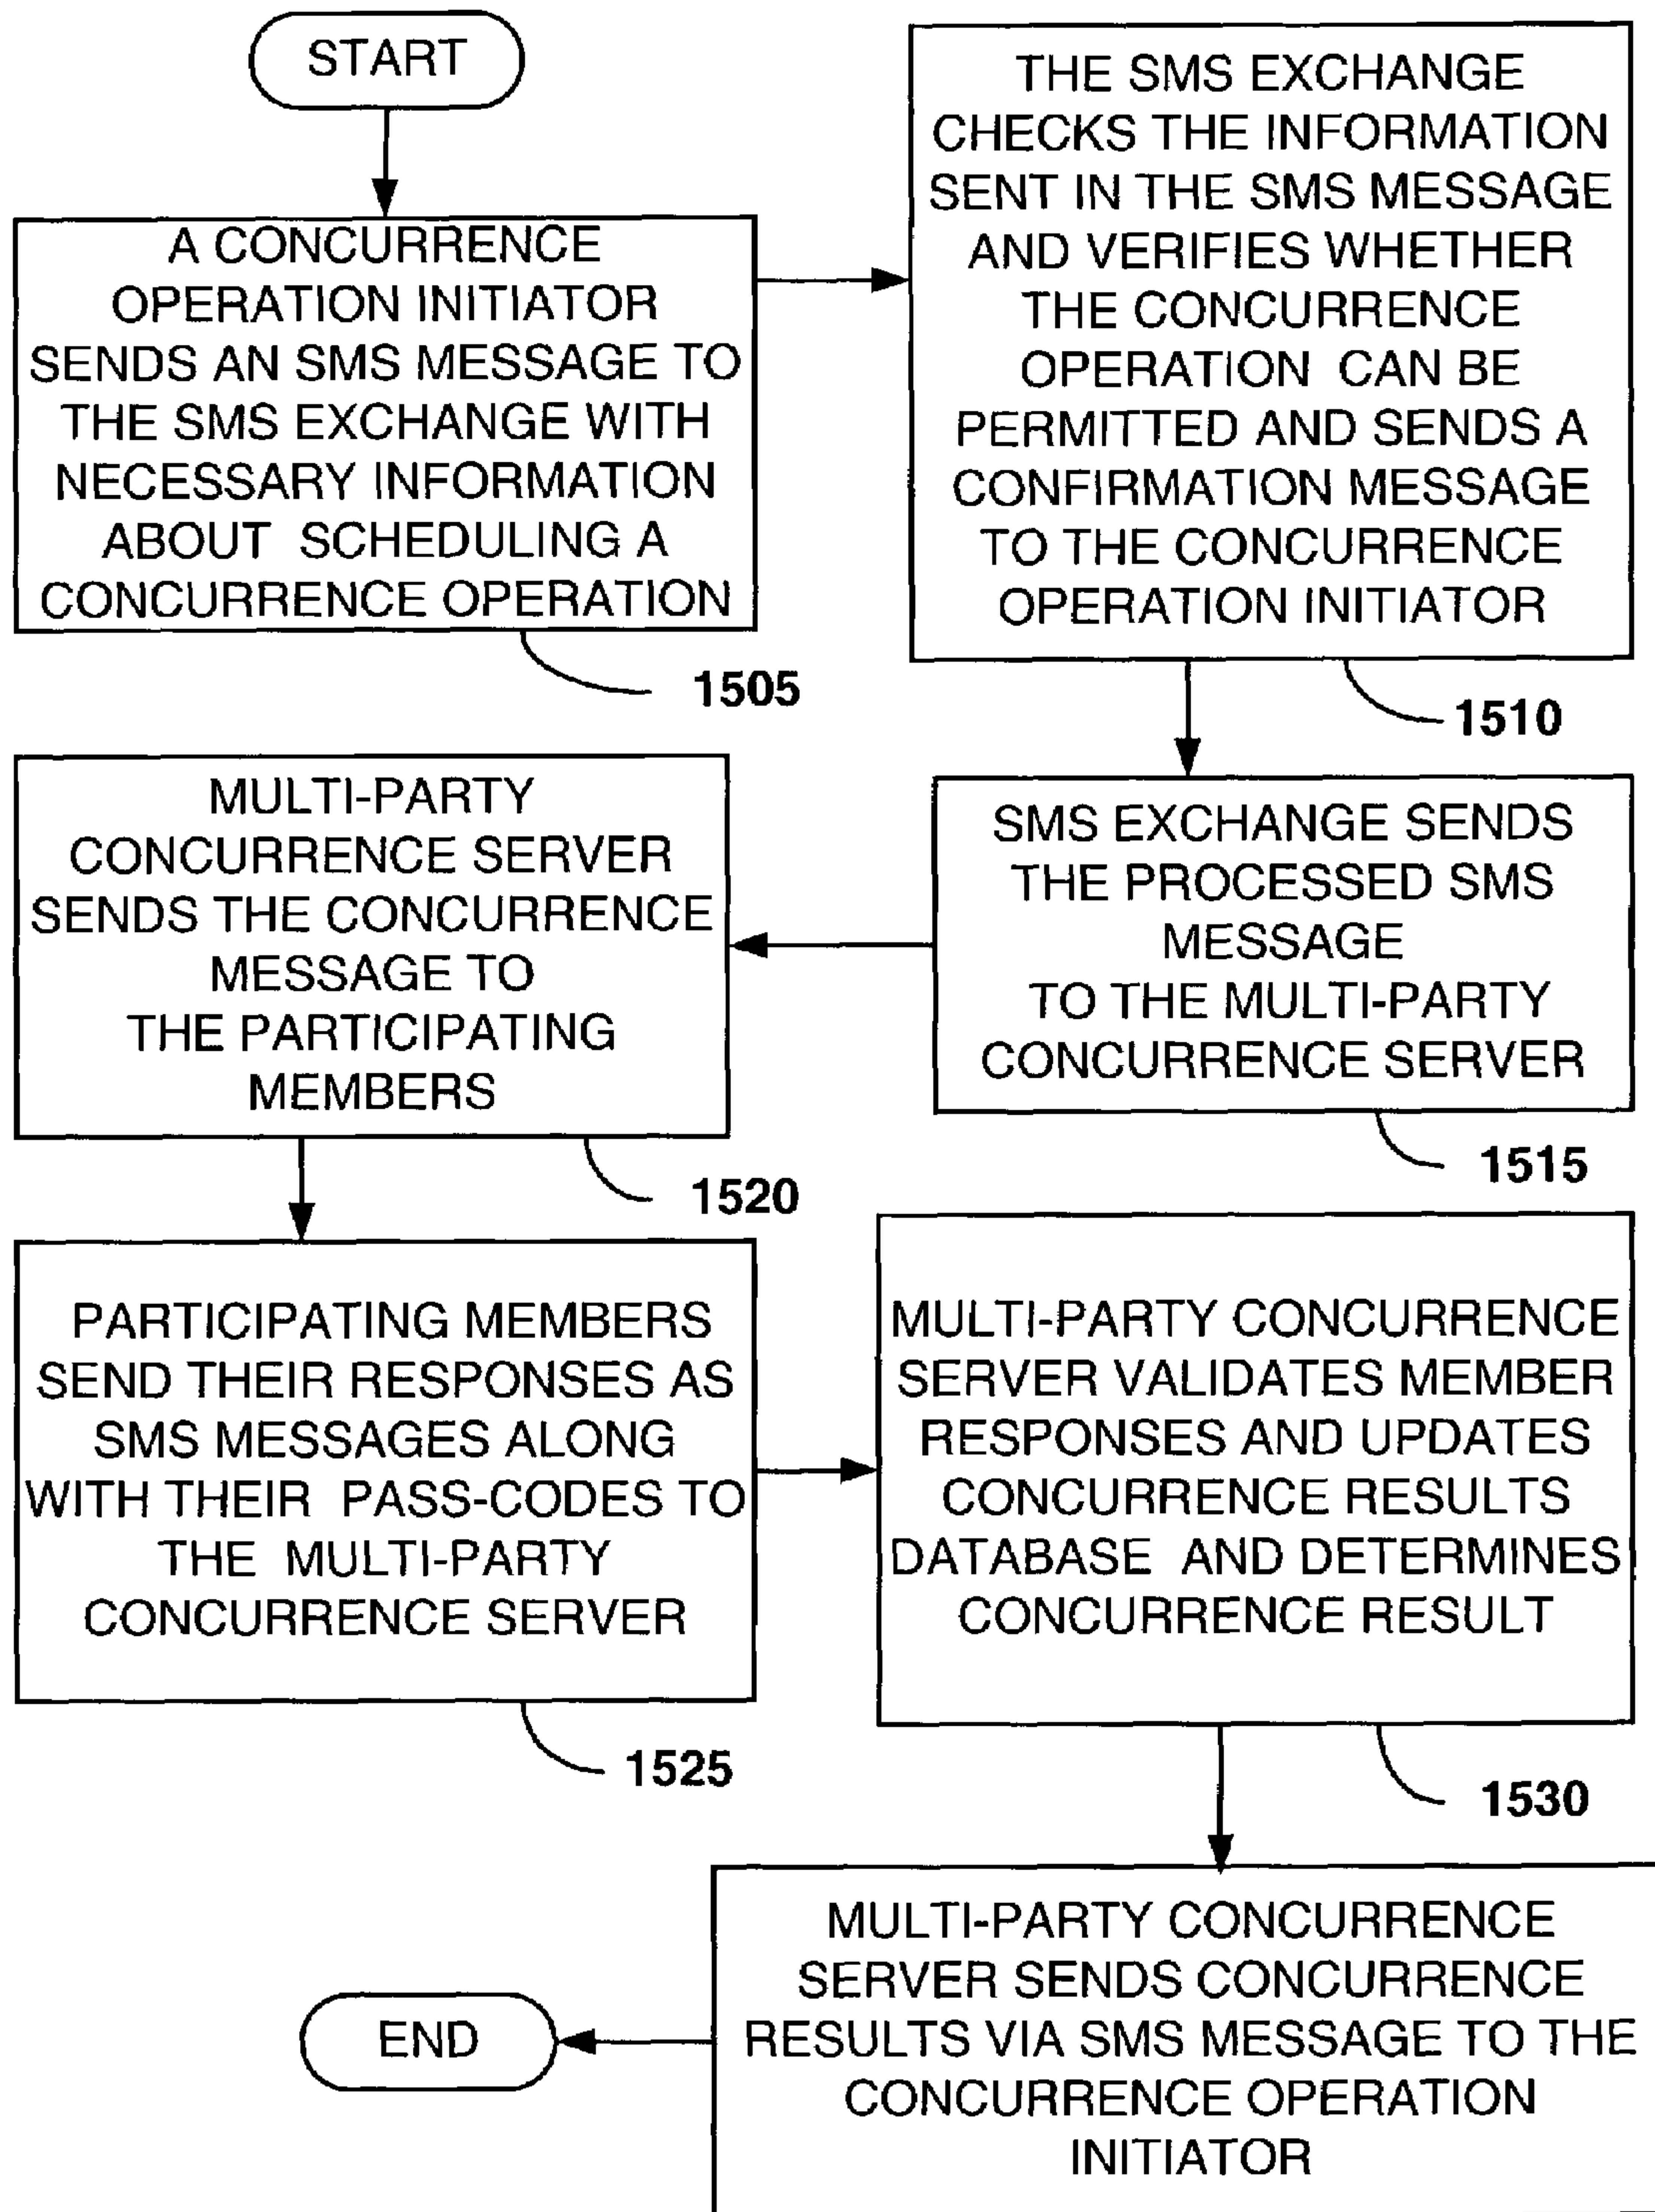 START
A CONCURRENCE
OPERATION INITIATOR
SENDS AN SMS MESSAGE TO
THE SMS EXCHANGE WITH
NECESSARY INFORMATION
ABOUT SCHEDULING A
CONCURRENCE OPERATION
1505
THE SMS EXCHANGE
CHECKS THE INFORMATION
SENT IN THE SMS MESSAGE
AND VERIFIES WHETHER
THE CONCURRENCE
OPERATION CAN BE
PERMITTED AND SENDS A
CONFIRMATION MESSAGE
TO THE CONCURRENCE
OPERATION INITIATOR
1510
SMS EXCHANGE SENDS
THE PROCESSED SMS
MESSAGE
TO THE MULTI-PARTY
CONCURRENCE SERVER
1515
MULTI-PARTY
CONCURRENCE SERVER
SENDS THE CONCURRENCE
MESSAGE TO
THE PARTICIPATING
MEMBERS
1520
PARTICIPATING MEMBERS
SEND THEIR RESPONSES AS
SMS MESSAGES ALONG
WITH THEIR PASS-CODES TO
THE MULTI-PARTY
CONCURRENCE SERVER
1525
MULTI-PARTY CONCURRENCE
SERVER VALIDATES MEMBER
RESPONSES AND UPDATES
CONCURRENCE RESULTS
DATABASE AND DETERMINES
CONCURRENCE RESULT
1530
MULTI-PARTY CONCURRENCE
SERVER SENDS CONCURRENCE
RESULTS VIA SMS MESSAGE TO THE
CONCURRENCE OPERATION
INITIATOR
END